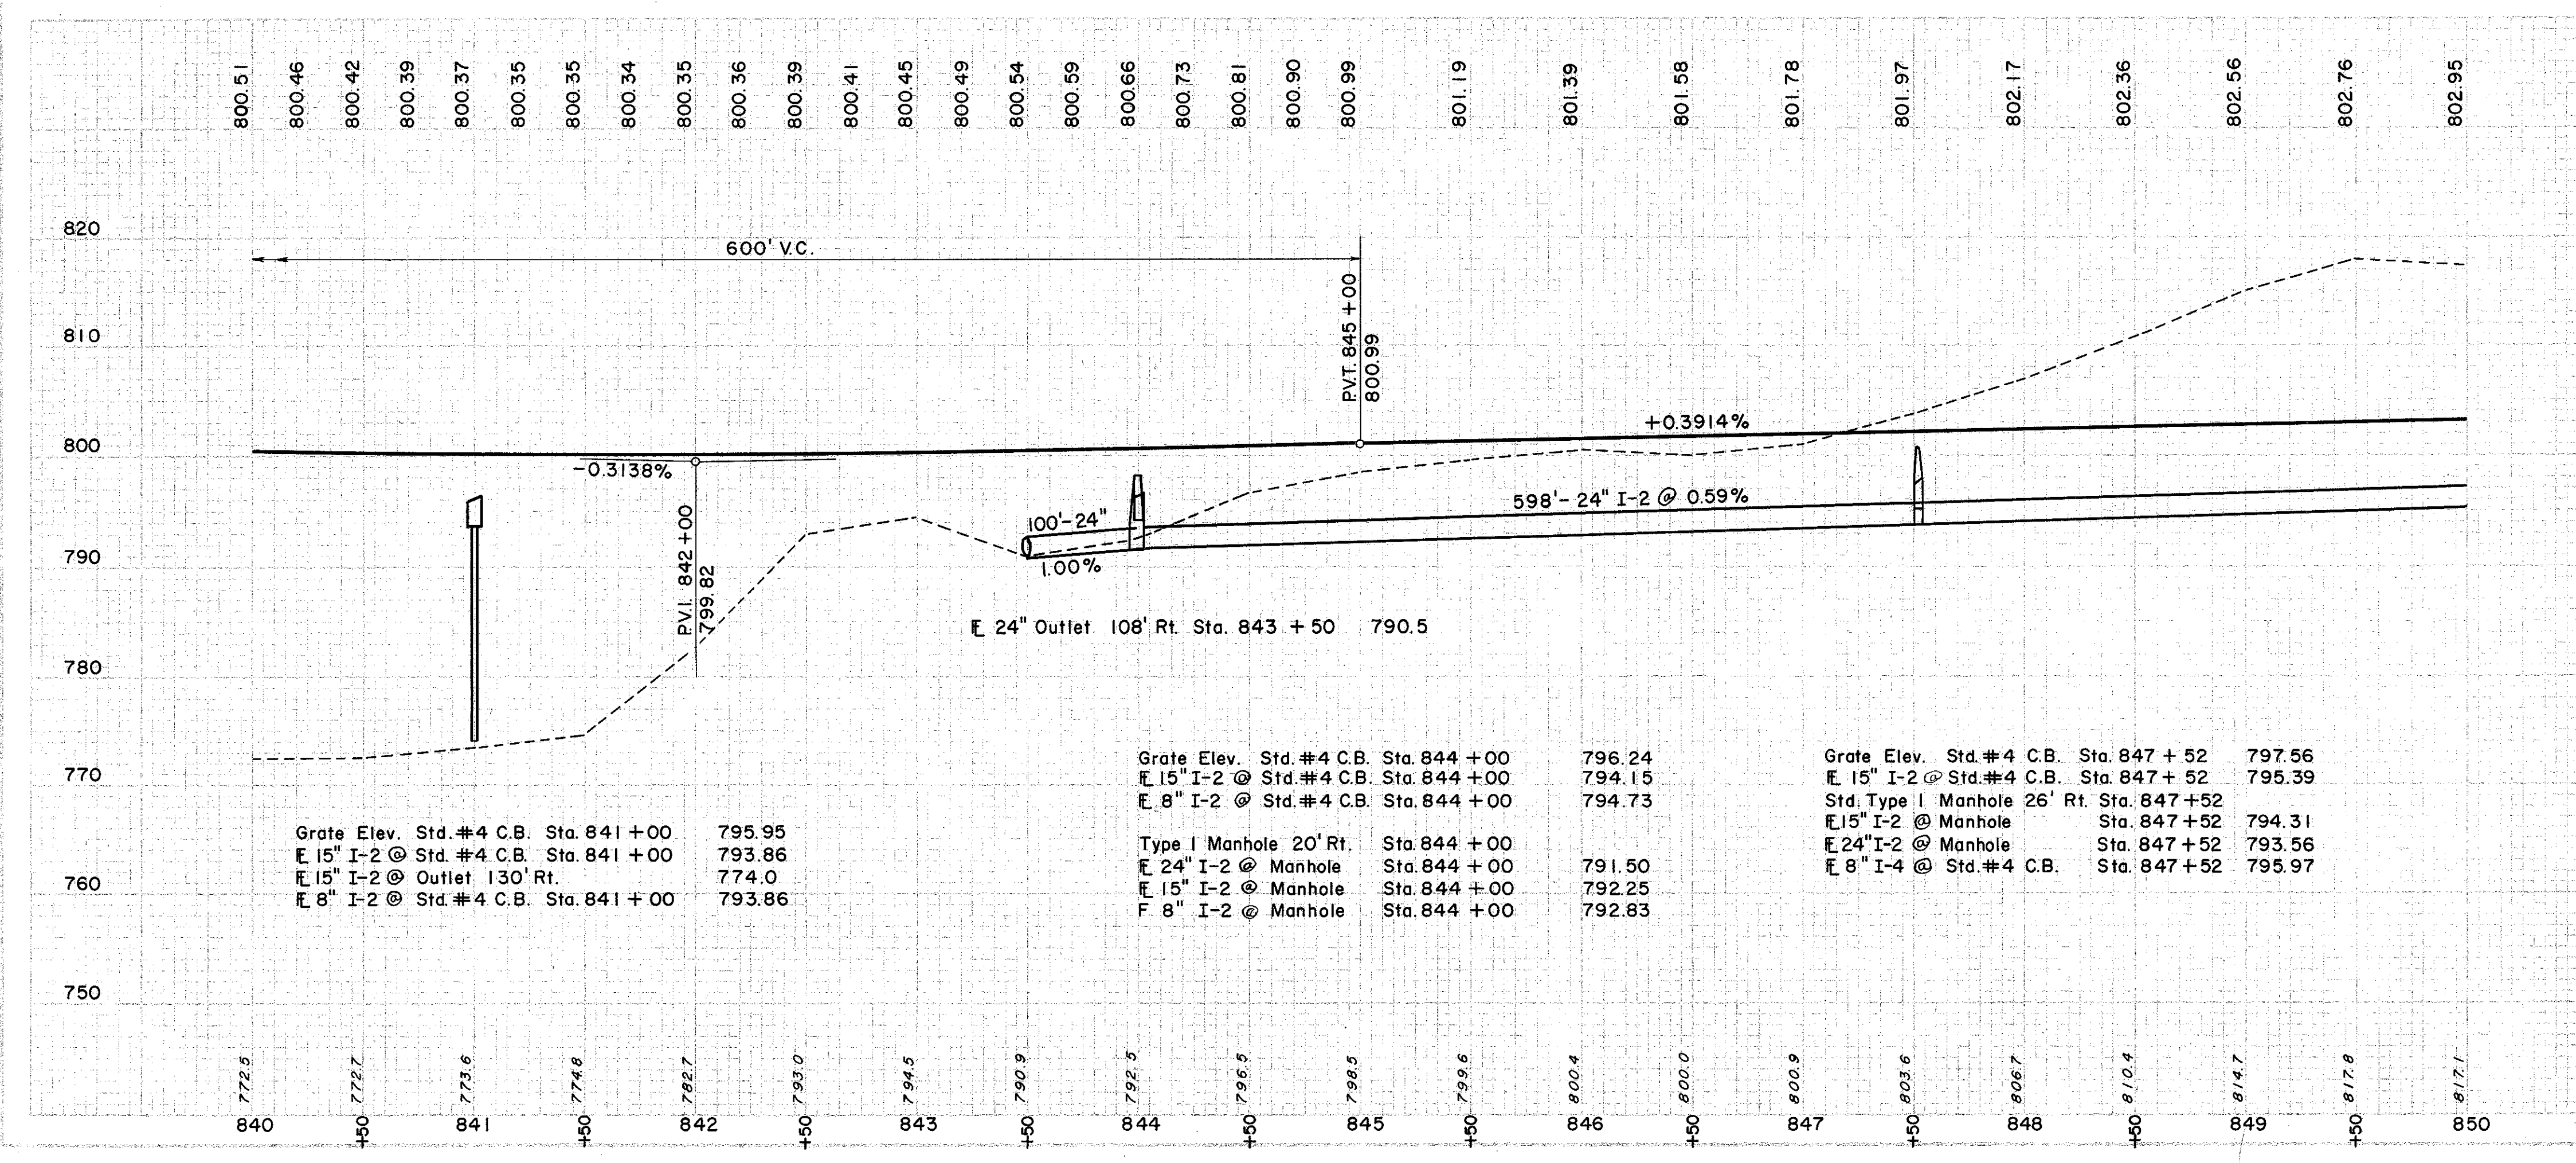 800.51 800.46 800.42 800.39 800.37 800.35 800.35 800.34 800.35 800.36 800.39 800.41 800.45 800.49 800.54 800.59 800.66 800.73 800.81 800.90 800.99 801.19 801.39 801.58 801.78 801.97 802.17 802.36 802.56 802.76 802.95
820
600' V.C.
810
P.V.T. 845+00
800.99
800
+0.3914%
-0.3138%
790
P.V.I. 842+00
799.82
100'-24"
1.00%
598'-24" I-2 @ 0.59%
FL 24" Outlet 108' Rt. Sta. 843 +50 790.5
780
770
760
750
Grate Elev. Std.#4 C.B. Sta. 841 +00 795.95
FL 15" I-2 @ Std.#4 C.B. Sta. 841 +00 793.86
FL 15" I-2 @ Outlet 130' Rt. 774.0
FL 8" I-2 @ Std.#4 C.B. Sta. 841 +00 793.86
Grate Elev. Std.#4 C.B. Sta. 844 +00 796.24
FL 15" I-2 @ Std.#4 C.B. Sta. 844 +00 794.15
FL 8" I-2 @ Std.#4 C.B. Sta. 844 +00 794.73
Type 1 Manhole 20' Rt. Sta. 844 +00
FL 24" I-2 @ Manhole Sta. 844 +00 791.50
FL 15" I-2 @ Manhole Sta. 844 +00 792.25
F 8" I-2 @ Manhole Sta. 844 +00 792.83
Grate Elev. Std.#4 C.B. Sta. 847 + 52 797.56
FL 15" I-2 @ Std.#4 C.B. Sta. 847+ 52 795.39
Std. Type 1 Manhole 26' Rt. Sta. 847+52
FL 15" I-2 @ Manhole Sta. 847+52 794.31
FL 24" I-2 @ Manhole Sta. 847+52 793.56
FL 8" I-4 @ Std.#4 C.B. Sta. 847+52 795.97
772.5 772.7 773.6 774.8 782.7 793.0 794.5 790.9 792.5 796.5 798.5 799.6 800.4 800.0 800.9 803.6 806.7 810.4 814.7 817.8 817.1
840 +50 841 +50 842 +50 843 +50 844 +50 845 +50 846 +50 847 +50 848 +50 849 +50 850